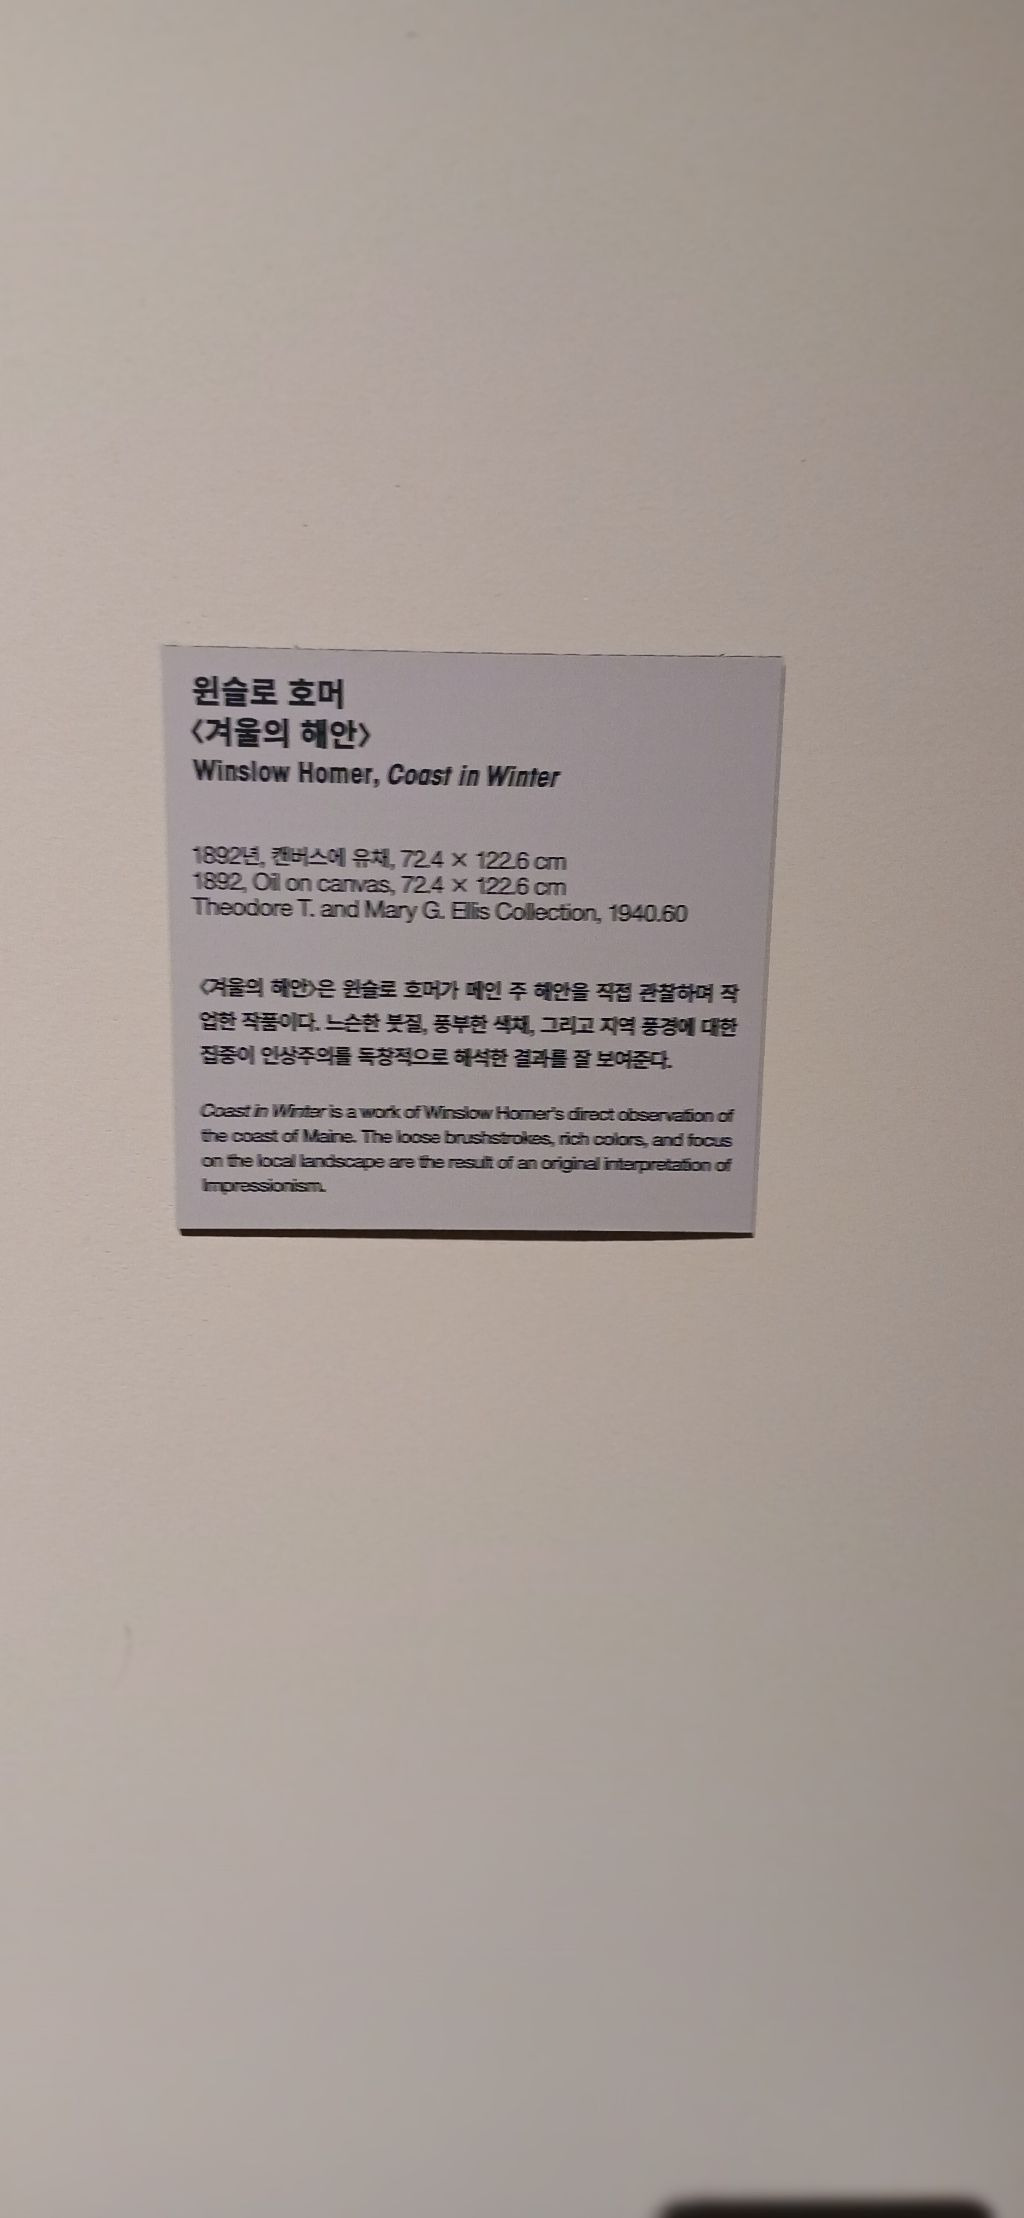 윈슬로 호머
〈겨울의 해안〉
Winslow Homer, Coast in Winter
1892년, 캔버스에 유채, 72.4 × 122.6 cm
1892, Oil on canvas, 72.4 × 122.6 cm
Theodore T. and Mary G. Ellis Collection, 1940.60
〈겨울의 해안〉은 윈슬로 호머가 메인 주 해안을 직접 관찰하며 작
업한 작품이다. 느슨한 붓질, 풍부한 색채, 그리고 지역 풍경에 대한
집중이 인상주의를 독창적으로 해석한 결과를 잘 보여준다.
Coast in Winter is a work of Winslow Homer's direct observation of
the coast of Maine. The loose brushstrokes, rich colors, and focus
on the local landscape are the result of an original interpretation of
Impressionism.